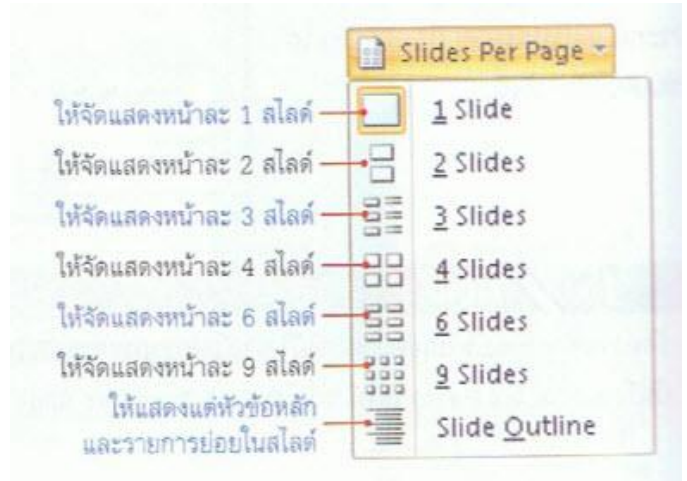 Slides Per Page
ให้จัดแสดงหน้าละ 1 สไลด์
1 Slide
ให้จัดแสดงหน้าละ 2 สไลด์
2 Slides
ให้จัดแสดงหน้าละ 3 สไลด์
3 Slides
ให้จัดแสดงหน้าละ 4 สไลด์
4 Slides
ให้จัดแสดงหน้าละ 6 สไลด์
6 Slides
ให้จัดแสดงหน้าละ 9 สไลด์
9 Slides
ให้แสดงแต่หัวข้อหลัก
และรายการย่อยในสไลด์
Slide Outline